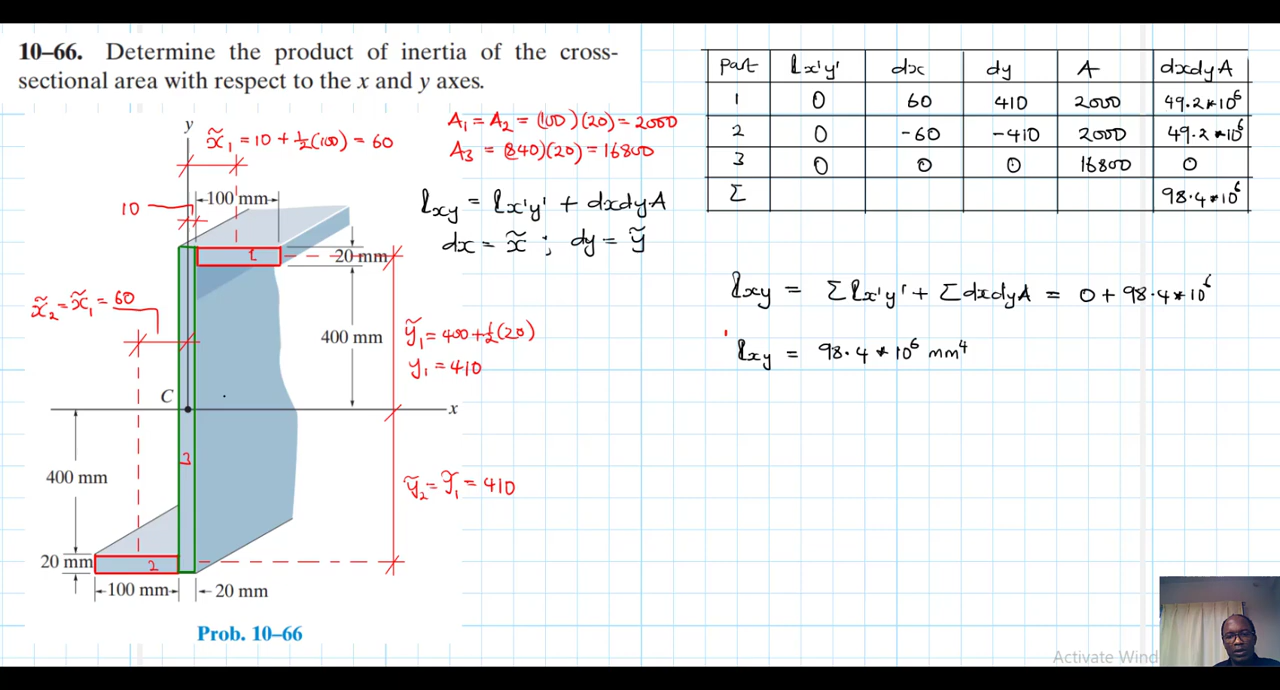 10–66. Determine the product of inertia of the cross-
sectional area with respect to the x and y axes.
y
x̃₁ = 10 + ½(100) = 60
A₁ = A₂ = (100)(20) = 2000
A₃ = (840)(20) = 16800
10
100 mm
Ixy = Ix'y' + dxdyA
dx = x̃ ; dy = ỹ
1
20 mm
x̃₂ = x̃₁ = 60
400 mm
ỹ₁ = 400 + ½(20)
y₁ = 410
C
x
3
400 mm
ỹ₂ = ỹ₁ = 410
20 mm
2
100 mm
20 mm
Prob. 10–66
Part Ix'y' dx dy A dxdyA
1 0 60 410 2000 49.2*10⁶
2 0 -60 -410 2000 49.2*10⁶
3 0 0 0 16800 0
Σ 98.4*10⁶
Ixy = ΣIx'y' + ΣdxdyA = 0 + 98.4*10⁶
Ixy = 98.4*10⁶ mm⁴
Activate Wind